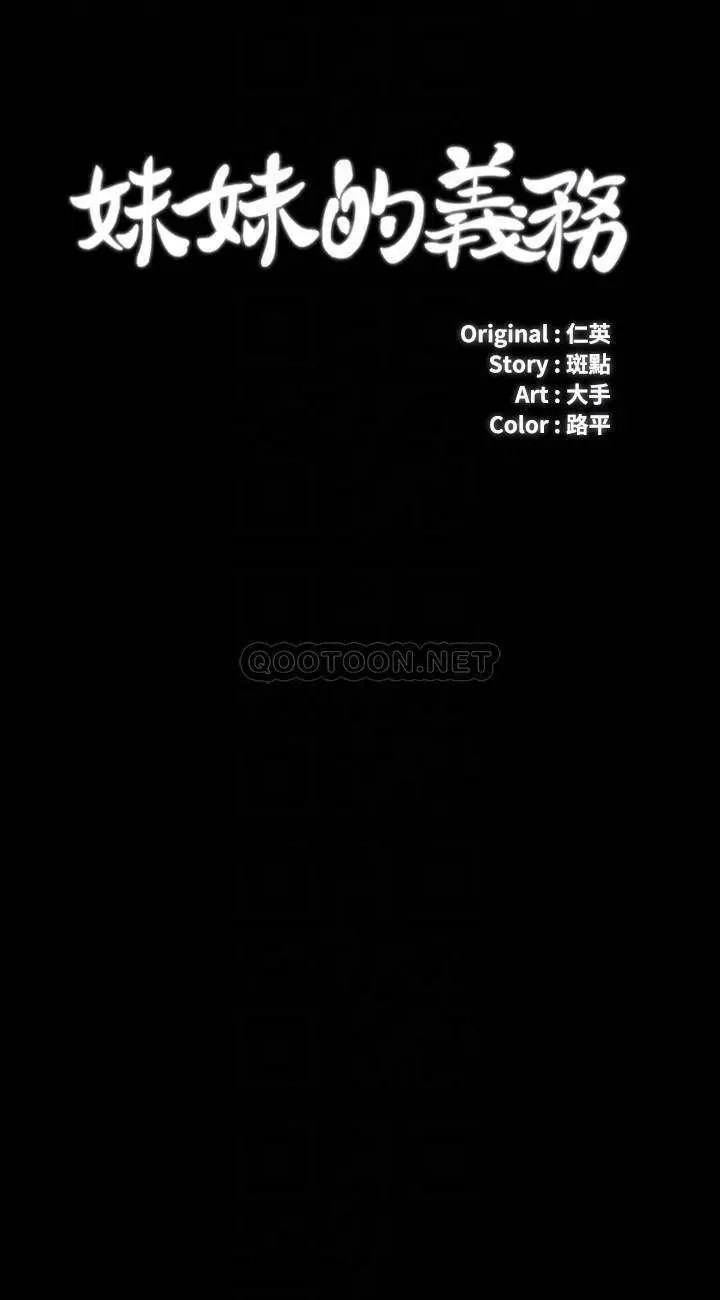 妹妹的義務
Original : 仁英
Story : 斑點
Art : 大手
Color : 路平
QOOTOON.NET